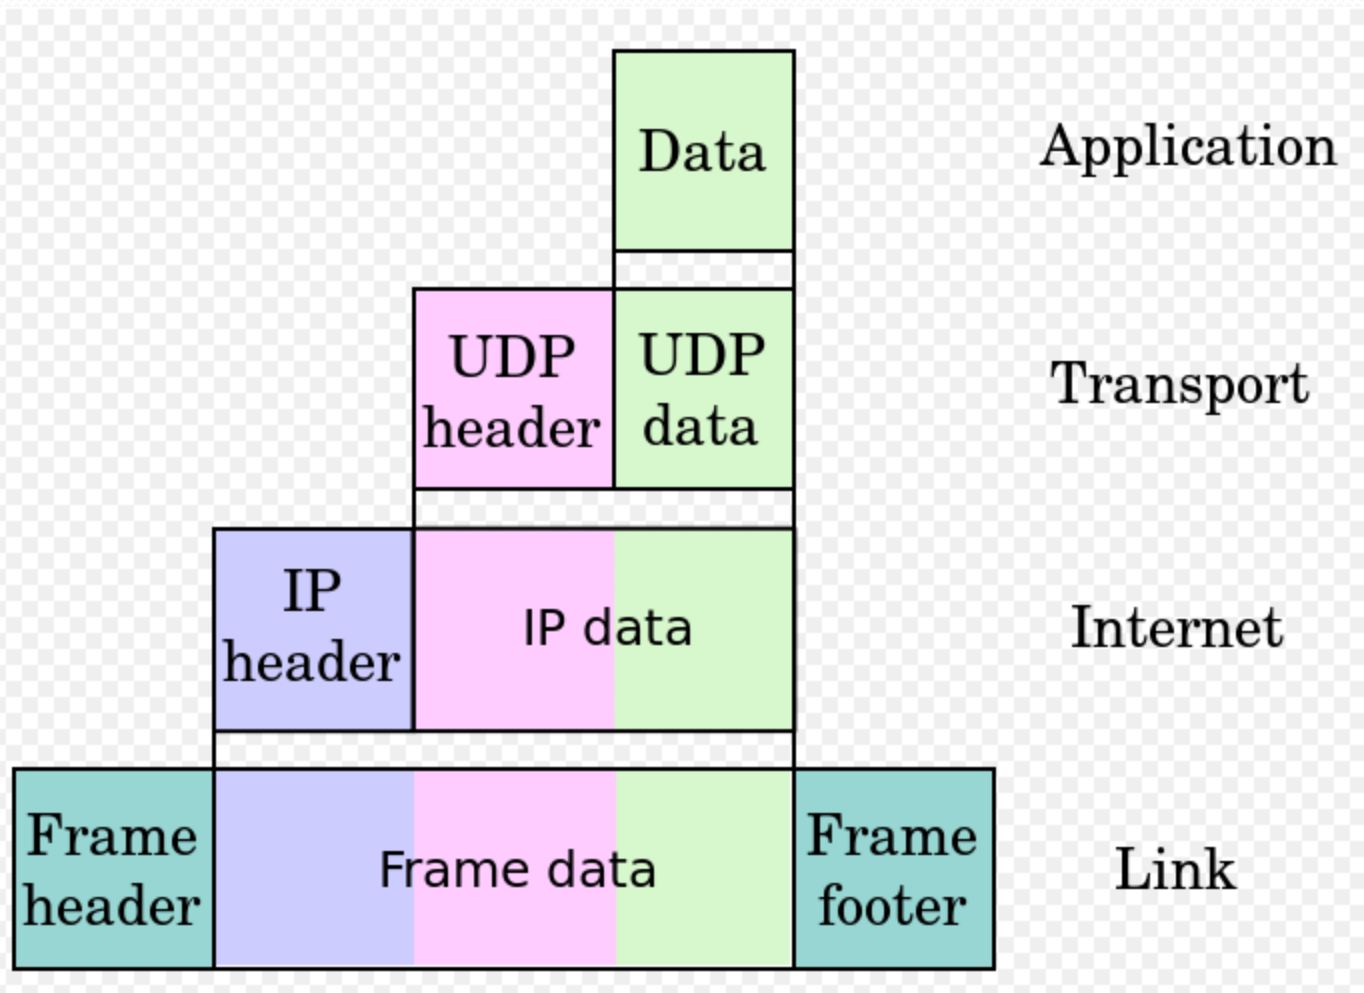 Data
Application
UDP
header
UDP
data
Transport
IP
header
IP data
Internet
Frame
header
Frame data
Frame
footer
Link